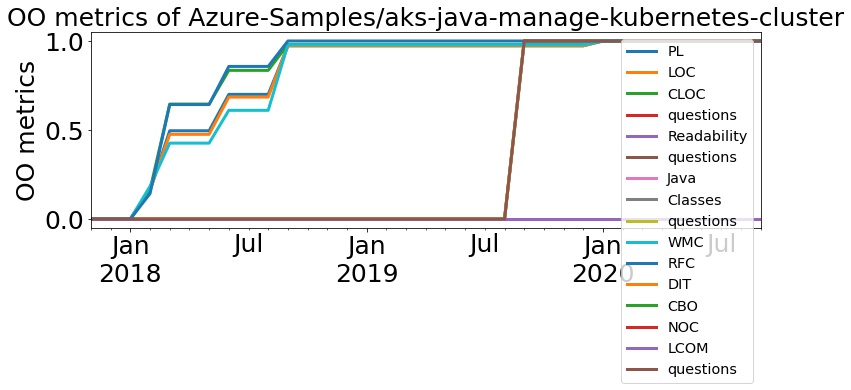 OO metrics of Azure-Samples/aks-java-manage-kubernetes-cluster
1.0
0.5
0.0
OO metrics
Jan
2018
Jul
Jan
2019
Jul
Jan
2020
Jul
PL
LOC
CLOC
questions
Readability
questions
Java
Classes
questions
WMC
RFC
DIT
CBO
NOC
LCOM
questions